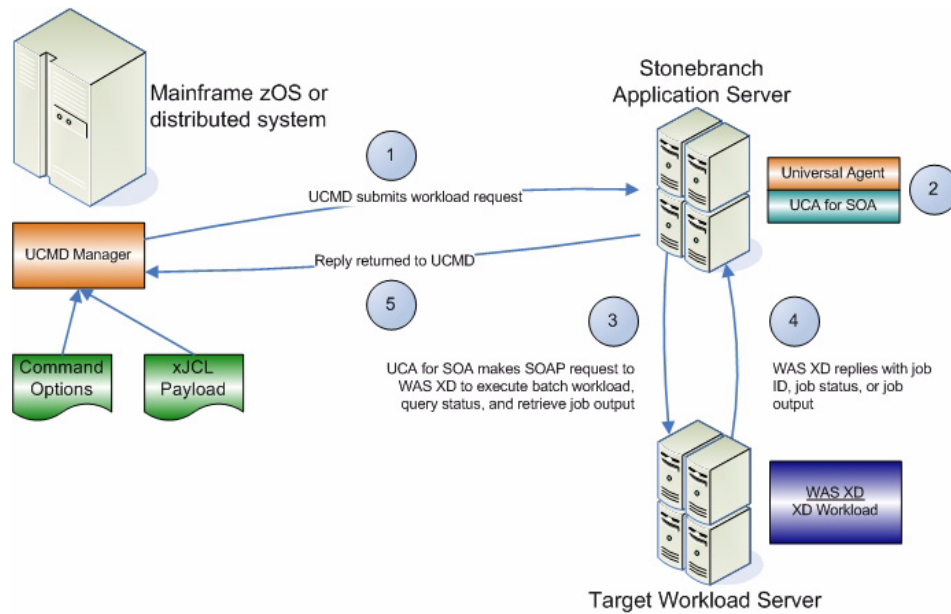 Mainframe zOS or
distributed system
Stonebranch
Application Server
1
UCMD submits workload request
Universal Agent
UCA for SOA
2
UCMD Manager
Reply returned to UCMD
5
3
4
Command
Options
xJCL
Payload
UCA for SOA makes SOAP request to
WAS XD to execute batch workload,
query status, and retrieve job output
WAS XD replies with job
ID, job status, or job
output
WAS XD
XD Workload
Target Workload Server